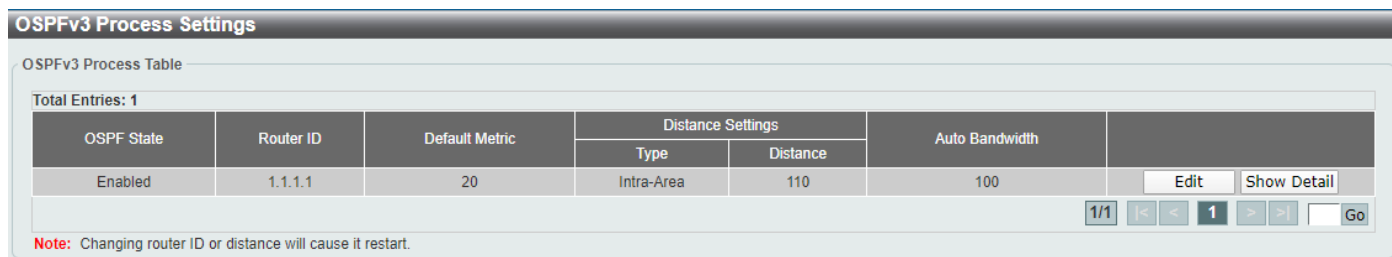 OSPFv3 Process Settings
OSPFv3 Process Table
Total Entries: 1
OSPF State Router ID Default Metric Distance Settings Auto Bandwidth
Type Distance
Enabled 1.1.1.1 20 Intra-Area 110 100 Edit Show Detail
1/1 |< < 1 > >| Go
Note: Changing router ID or distance will cause it restart.